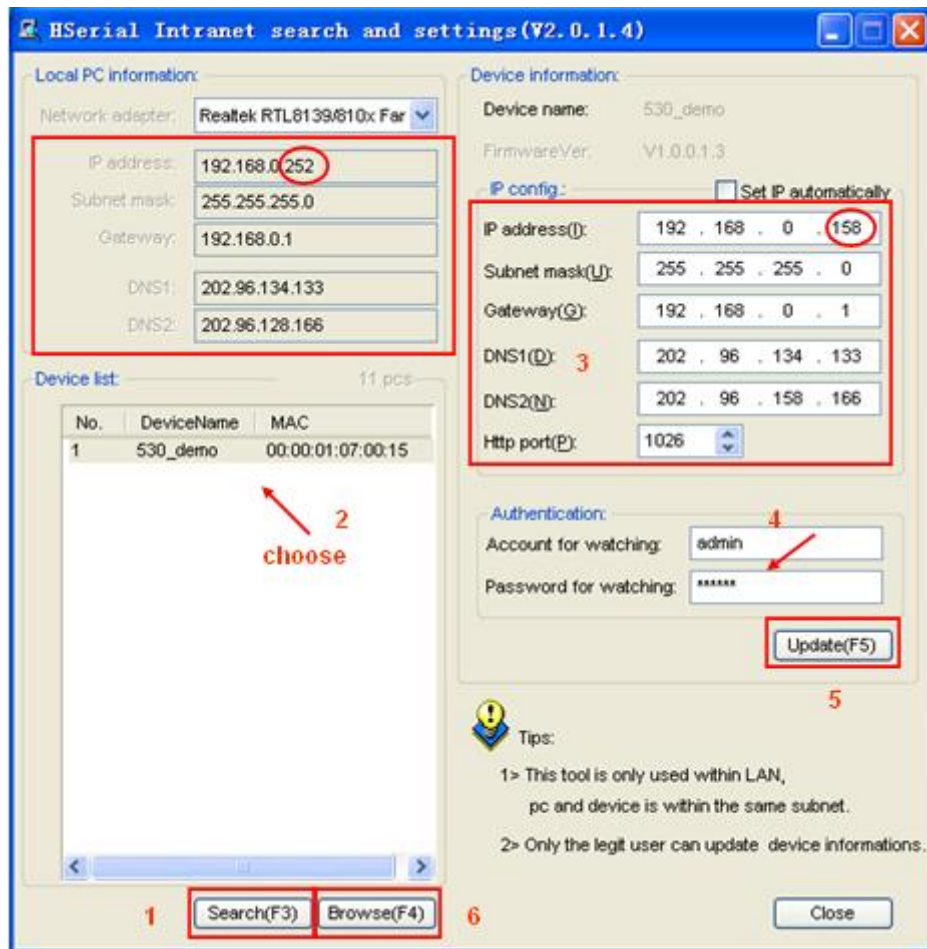 HSerial Intranet search and settings(V2.0.1.4)
Local PC information:
Network adapter: Realtek RTL8139/810x Far
IP address: 192.168.0.252
Subnet mask: 255.255.255.0
Gateway: 192.168.0.1
DNS1: 202.96.134.133
DNS2: 202.96.128.166
Device list: 11 pcs
No. DeviceName MAC
1 530_demo 00:00:01:07:00:15
2
choose
1 Search(F3) Browse(F4) 6
Device information:
Device name: 530_demo
FirmwareVer: V1.0.0.1.3
IP config.: Set IP automatically
IP address(I): 192 . 168 . 0 . 158
Subnet mask(U): 255 . 255 . 255 . 0
Gateway(G): 192 . 168 . 0 . 1
DNS1(D): 202 . 96 . 134 . 133
3
DNS2(N): 202 . 96 . 158 . 166
Http port(P): 1026
Authentication:
4
Account for watching: admin
Password for watching: ******
Update(F5)
5
Tips:
1> This tool is only used within LAN,
pc and device is within the same subnet.
2> Only the legit user can update device informations.
Close